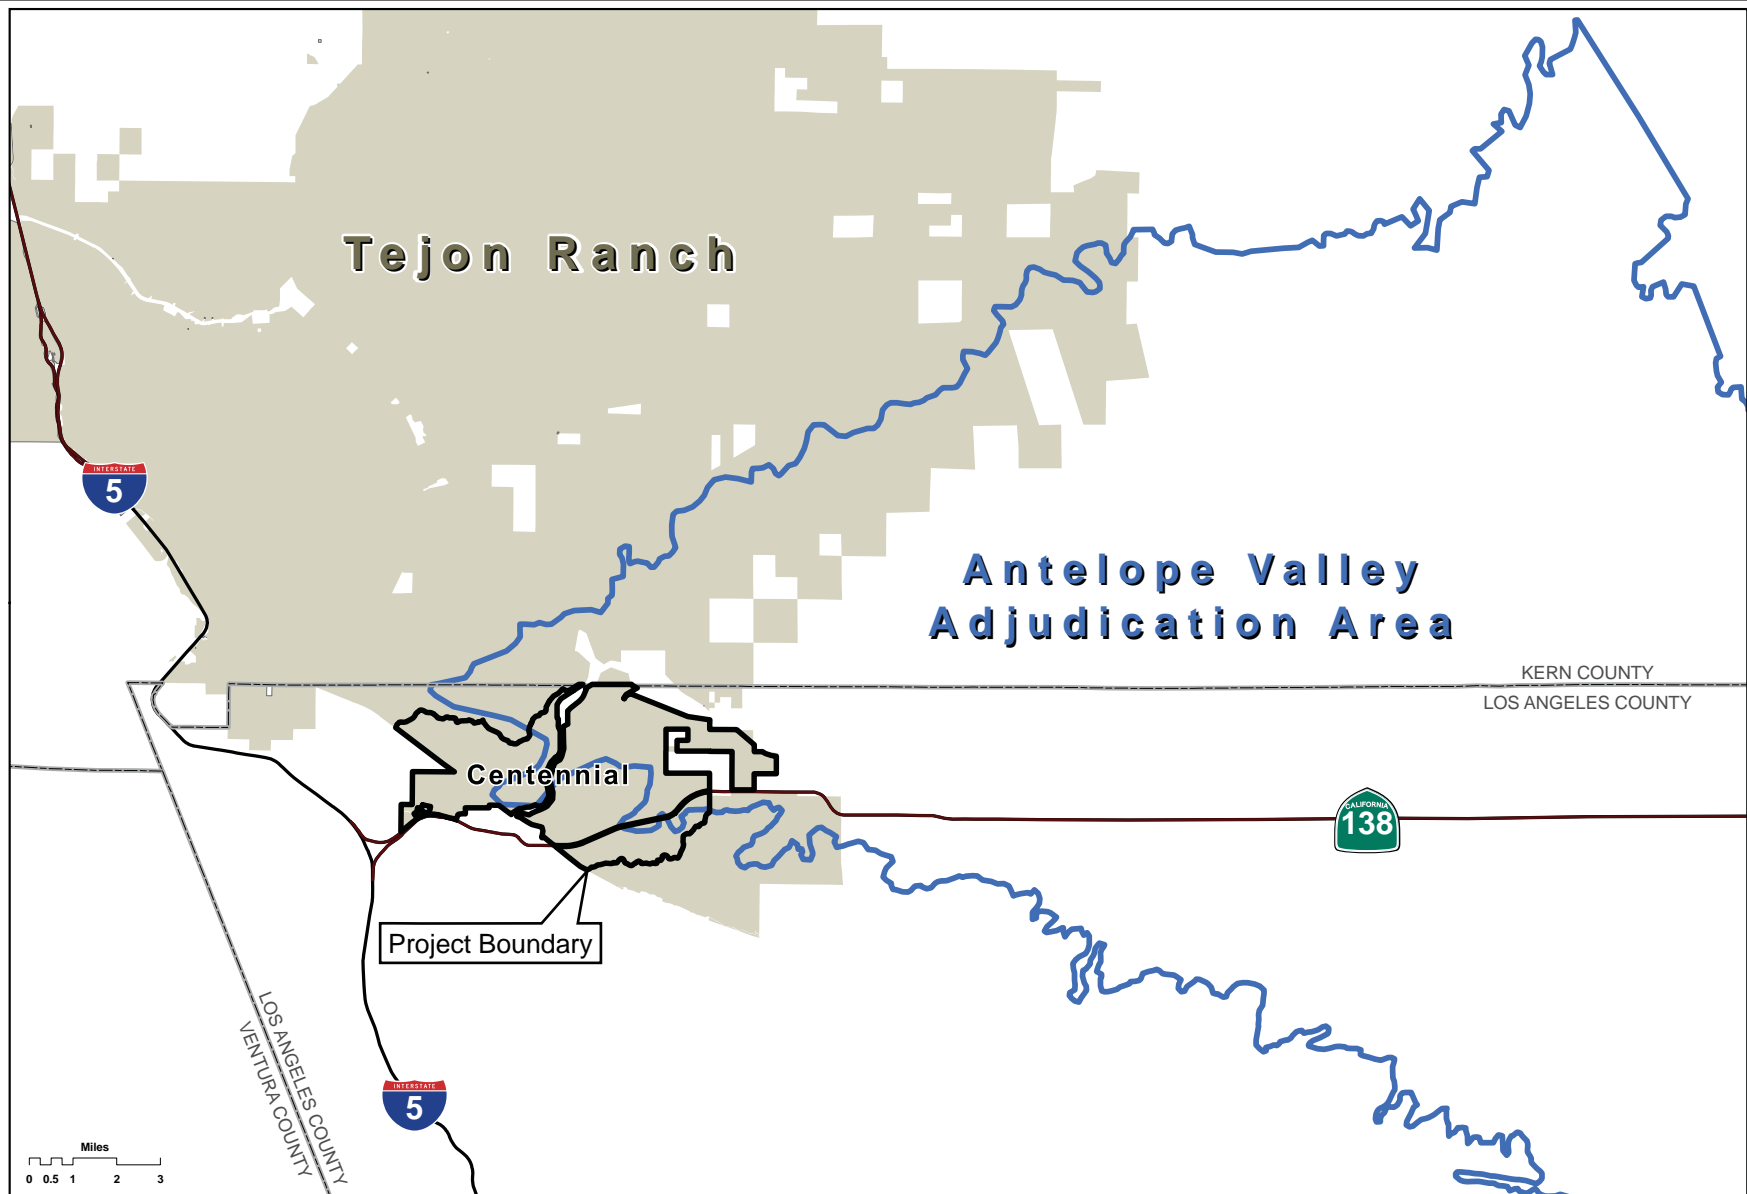 Tejon Ranch
INTERSTATE
5
Antelope Valley
Adjudication Area
KERN COUNTY
LOS ANGELES COUNTY
Centennial
CALIFORNIA
138
Project Boundary
LOS ANGELES COUNTY
VENTURA COUNTY
INTERSTATE
5
Miles
0 0.5 1 2 3